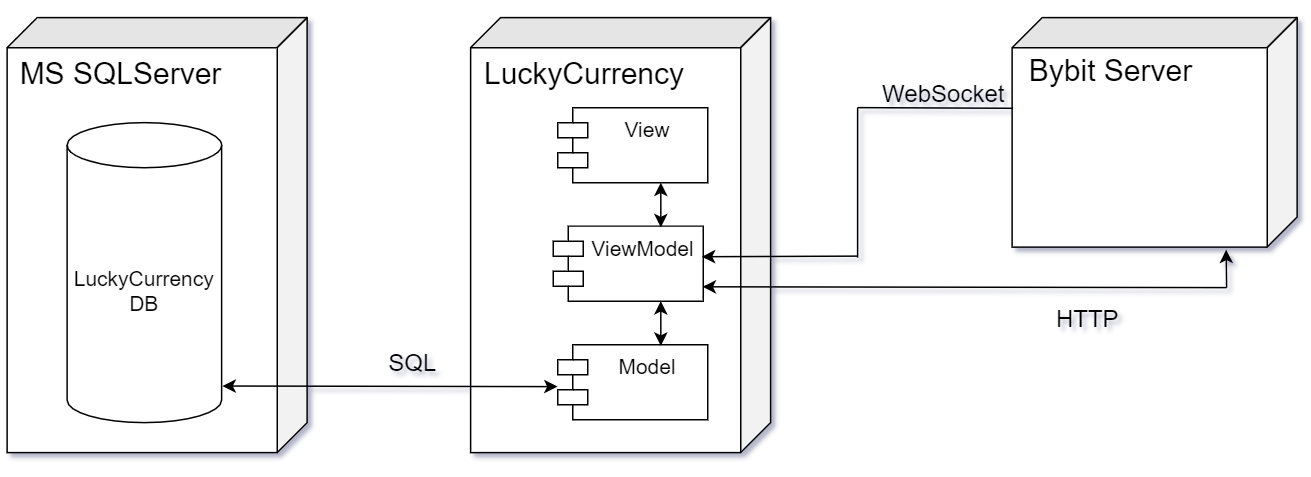 MS SQLServer
LuckyCurrency
DB
SQL
LuckyCurrency
View
ViewModel
Model
WebSocket
HTTP
Bybit Server